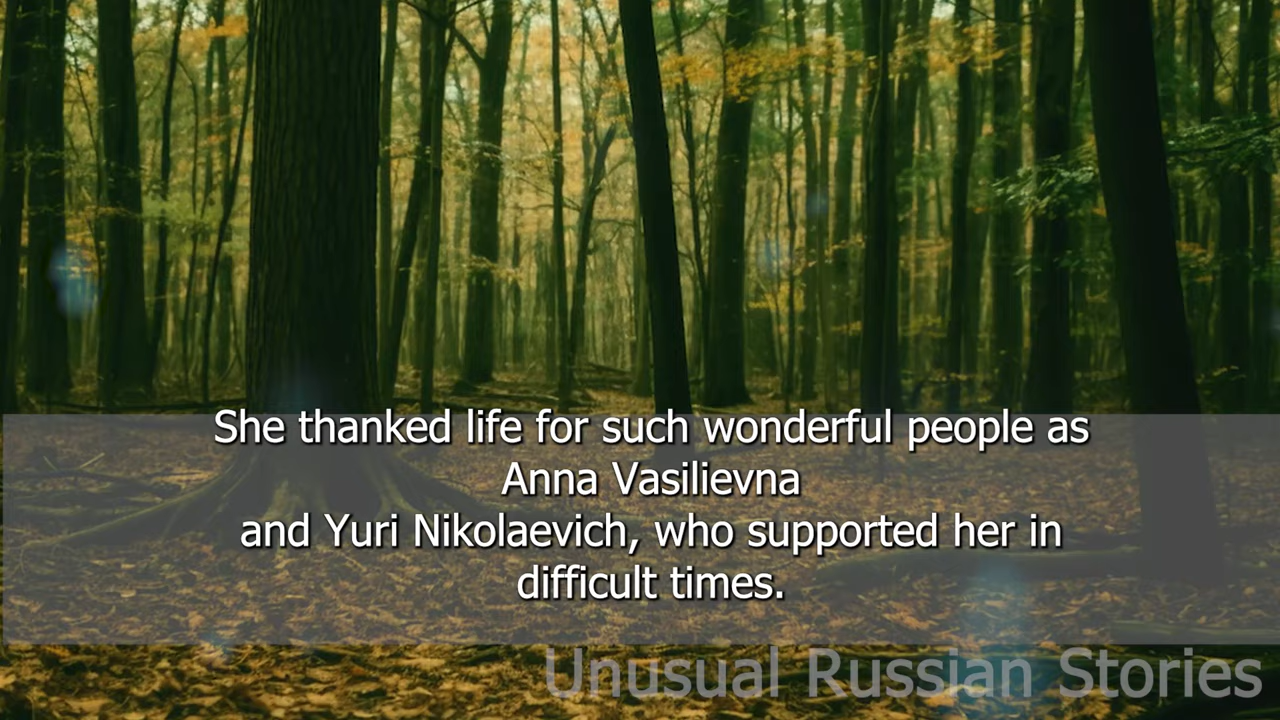 She thanked life for such wonderful people as
Anna Vasilievna
and Yuri Nikolaevich, who supported her in
difficult times.
Unusual Russian Stories